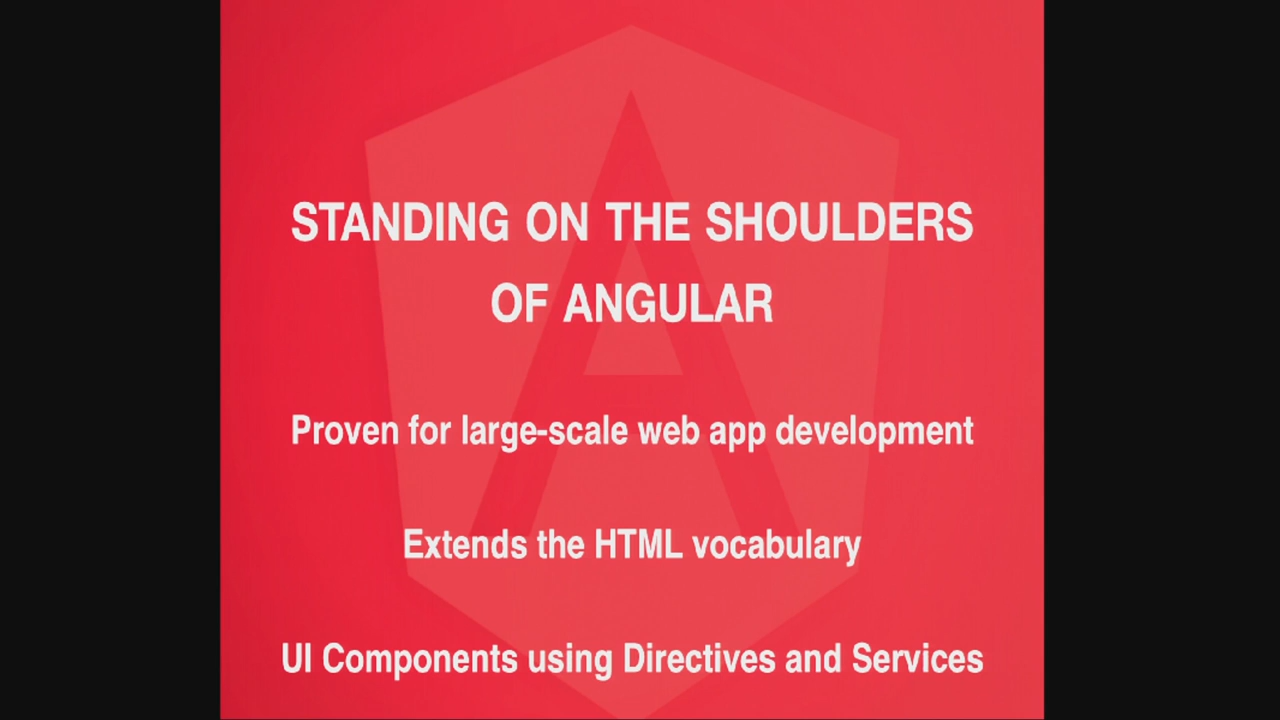 STANDING ON THE SHOULDERS
OF ANGULAR
Proven for large-scale web app development
Extends the HTML vocabulary
UI Components using Directives and Services